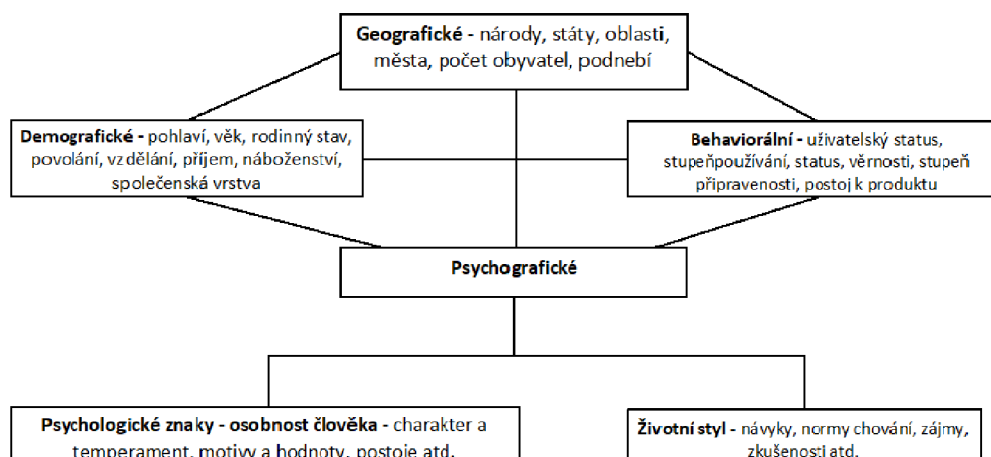 Geografické - národy, státy, oblasti,
města, počet obyvatel, podnebí
Demografické - pohlaví, věk, rodinný stav,
povolání, vzdělání, příjem, náboženství,
společenská vrstva
Behaviorální - uživatelský status,
stupeňpoužívání, status, věrnosti, stupeň
připravenosti, postoj k produktu
Psychografické
Psychologické znaky - osobnost člověka - charakter a
temperament, motivy a hodnoty, postoje atd.
Životní styl - návyky, normy chování, zájmy,
zkušenosti atd.